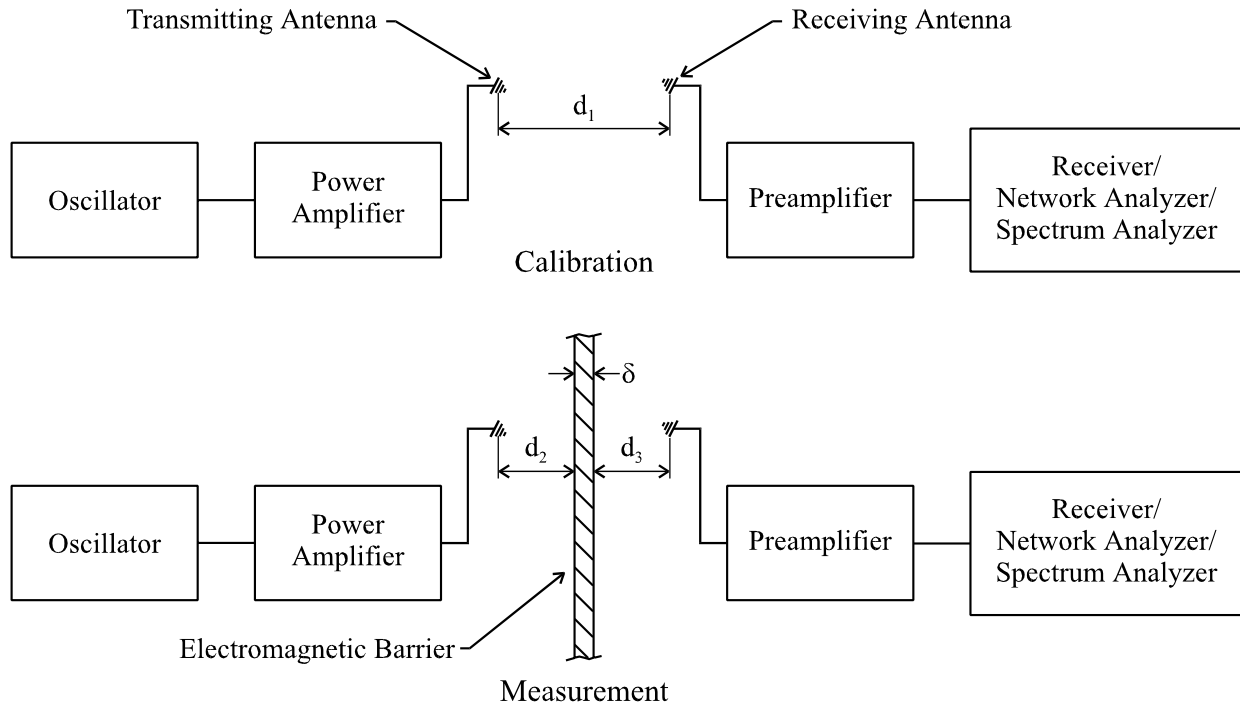 Transmitting Antenna
Receiving Antenna
d₁
Oscillator
Power
Amplifier
Preamplifier
Receiver/
Network Analyzer/
Spectrum Analyzer
Calibration
δ
d₂
d₃
Oscillator
Power
Amplifier
Preamplifier
Receiver/
Network Analyzer/
Spectrum Analyzer
Electromagnetic Barrier
Measurement